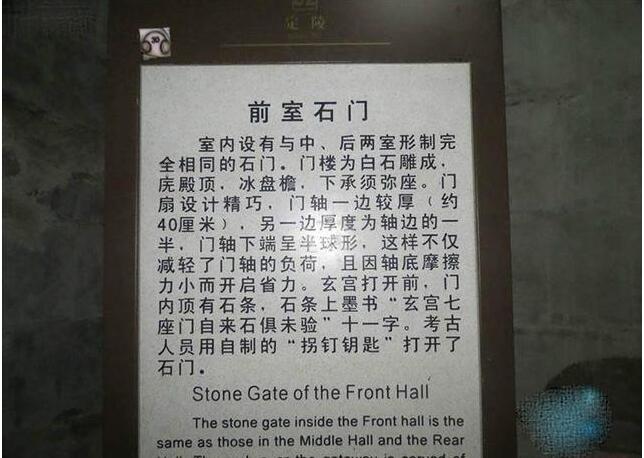 定陵
30
前室石门
室内设有与中、后两室形制完
全相同的石门。门楼为白石雕成，
庑殿顶，冰盘檐，下承须弥座。门
扇设计精巧，门轴一边较厚（约
40厘米），另一边厚度为轴边的一
半，门轴下端呈半球形，这样不仅
减轻了门轴的负荷，且因轴底摩擦
力小而开启省力。玄宫打开前，门
内顶有石条，石条上墨书“玄宫七
座门自来石俱未验”十一字。考古
人员用自制的“拐钉钥匙”打开了
石门。
Stone Gate of the Front Hall
The stone gate inside the Front hall is the
same as those in the Middle Hall and the Rear